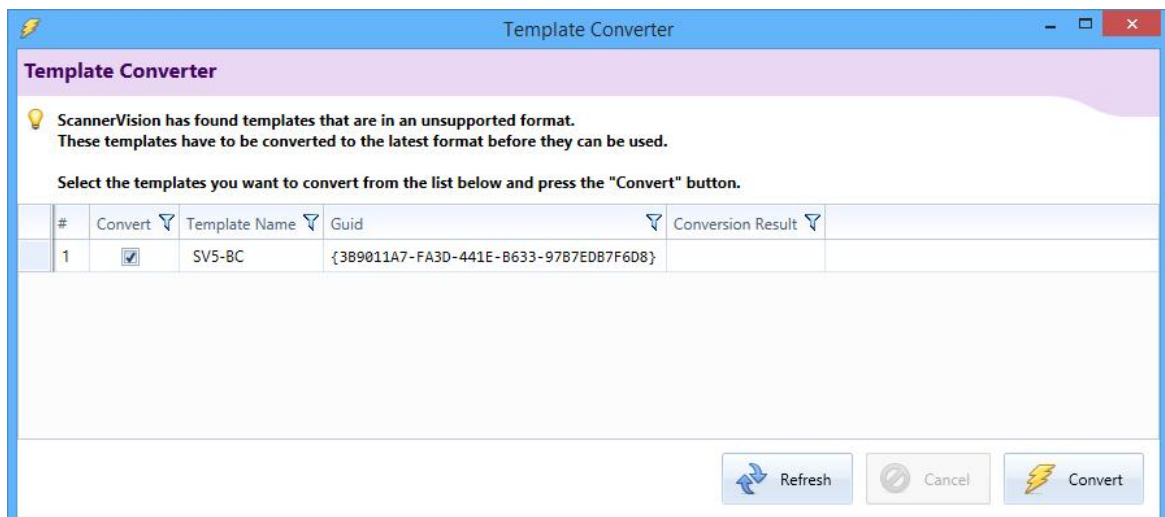 Template Converter
Template Converter
ScannerVision has found templates that are in an unsupported format.
These templates have to be converted to the latest format before they can be used.
Select the templates you want to convert from the list below and press the "Convert" button.
# Convert Template Name Guid Conversion Result
1 SV5-BC {3B9011A7-FA3D-441E-B633-97B7EDB7F6D8}
Refresh Cancel Convert